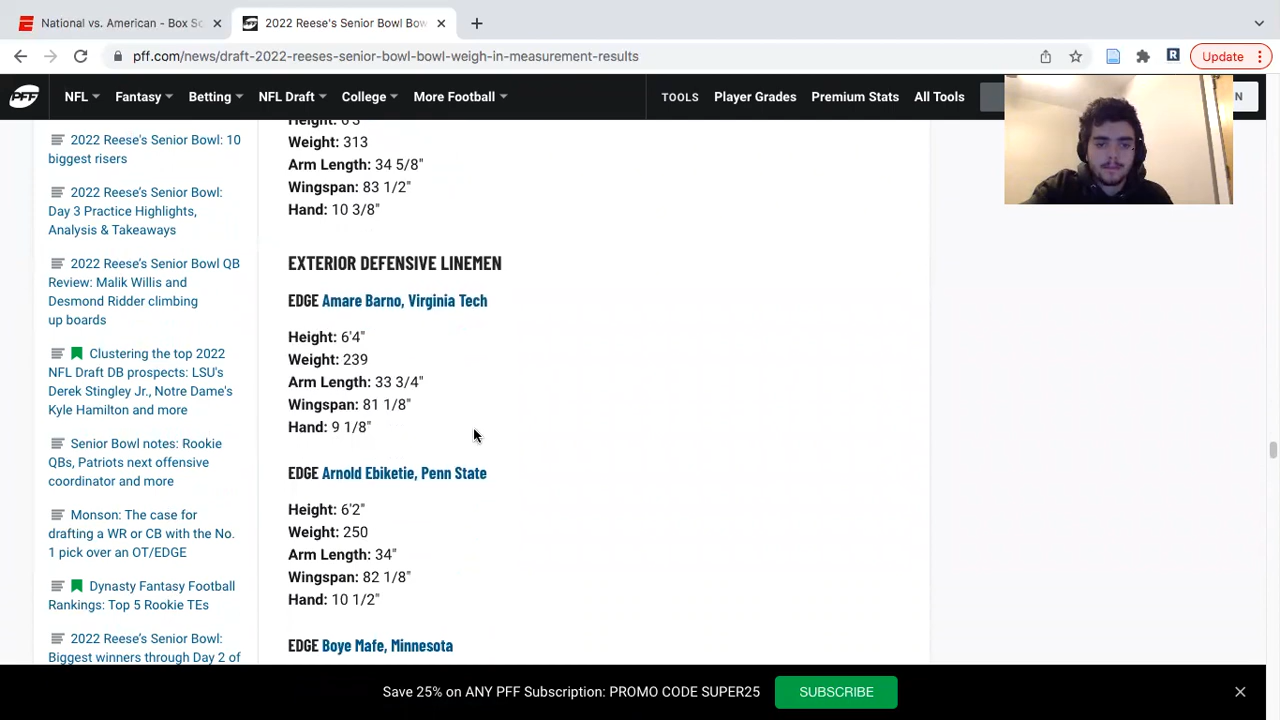 National vs. American - Box Sc
2022 Reese's Senior Bowl Bow
pff.com/news/draft-2022-reeses-senior-bowl-bowl-weigh-in-measurement-results
R
Update
PFF
NFL
Fantasy
Betting
NFL Draft
College
More Football
TOOLS
Player Grades
Premium Stats
All Tools
N
2022 Reese's Senior Bowl: 10
biggest risers
2022 Reese's Senior Bowl:
Day 3 Practice Highlights,
Analysis & Takeaways
2022 Reese's Senior Bowl QB
Review: Malik Willis and
Desmond Ridder climbing
up boards
Clustering the top 2022
NFL Draft DB prospects: LSU's
Derek Stingley Jr., Notre Dame's
Kyle Hamilton and more
Senior Bowl notes: Rookie
QBs, Patriots next offensive
coordinator and more
Monson: The case for
drafting a WR or CB with the No.
1 pick over an OT/EDGE
Dynasty Fantasy Football
Rankings: Top 5 Rookie TEs
2022 Reese's Senior Bowl:
Biggest winners through Day 2 of
Height: 6'3"
Weight: 313
Arm Length: 34 5/8"
Wingspan: 83 1/2"
Hand: 10 3/8"
EXTERIOR DEFENSIVE LINEMEN
EDGE Amare Barno, Virginia Tech
Height: 6'4"
Weight: 239
Arm Length: 33 3/4"
Wingspan: 81 1/8"
Hand: 9 1/8"
EDGE Arnold Ebiketie, Penn State
Height: 6'2"
Weight: 250
Arm Length: 34"
Wingspan: 82 1/8"
Hand: 10 1/2"
EDGE Boye Mafe, Minnesota
Save 25% on ANY PFF Subscription: PROMO CODE SUPER25
SUBSCRIBE